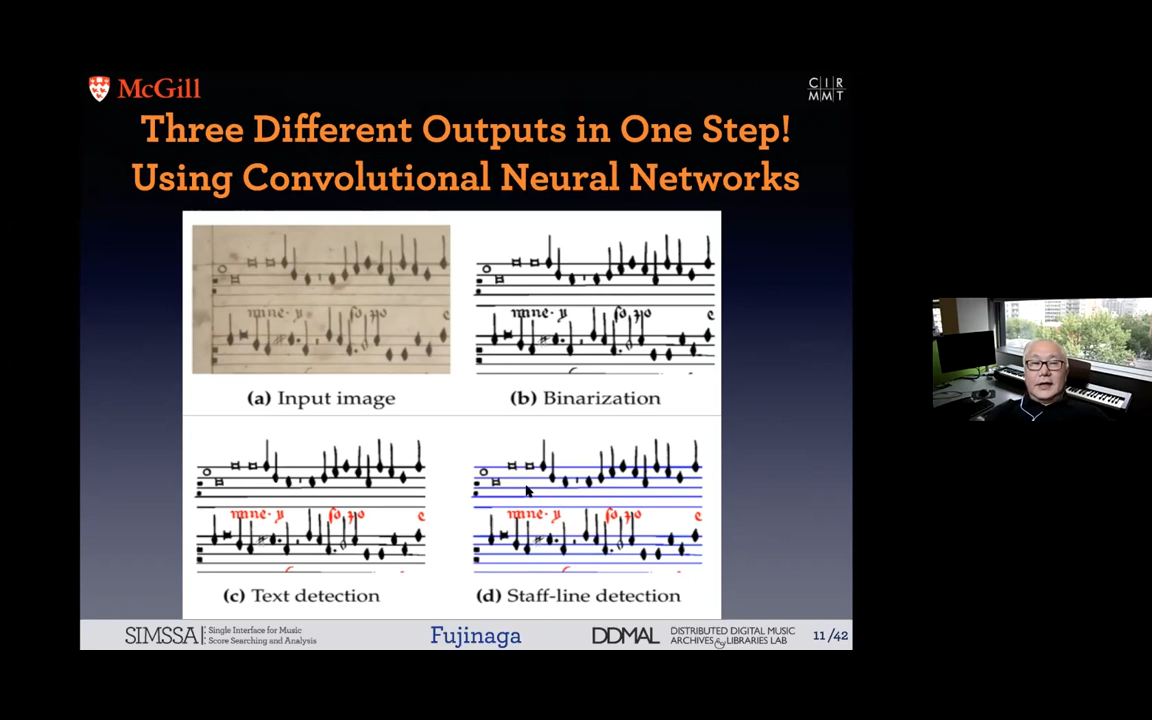 McGill
C I R
M M T
Three Different Outputs in One Step!
Using Convolutional Neural Networks
(a) Input image
(b) Binarization
(c) Text detection
(d) Staff-line detection
SIMSSA
Single Interface for Music
Score Searching and Analysis
Fujinaga
DDMAL
DISTRIBUTED DIGITAL MUSIC
ARCHIVES & LIBRARIES LAB
11/42